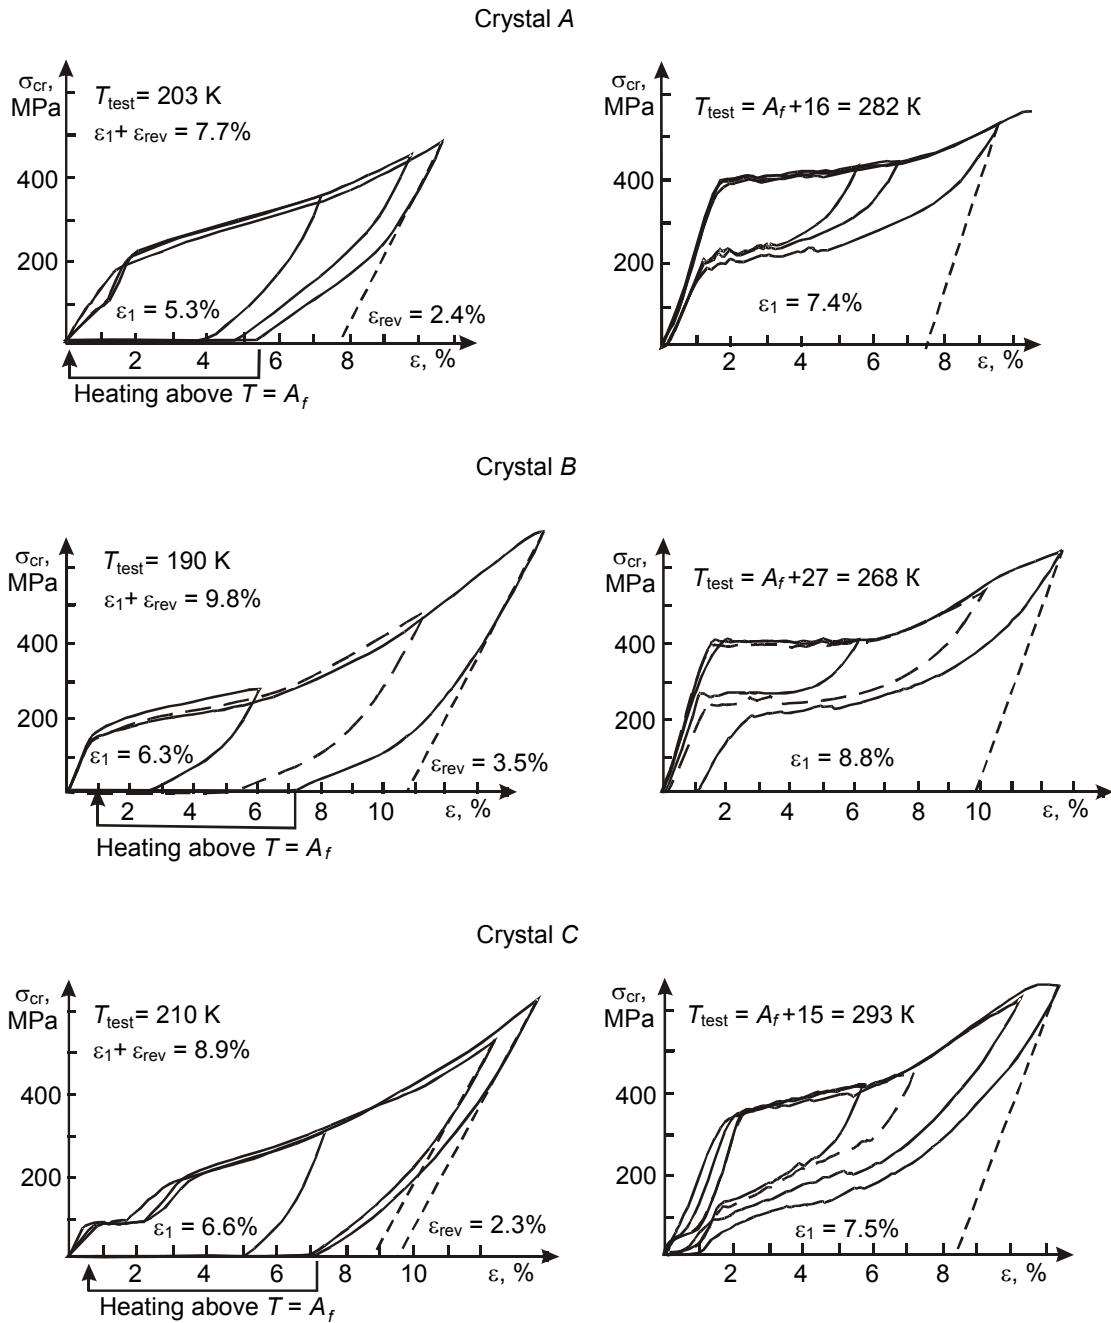 Crystal A
σcr,
MPa
Ttest= 203 K
ε1+ εrev = 7.7%
400
200
ε1 = 5.3%
εrev = 2.4%
2 4 6 8 ε, %
Heating above T = Af
σcr,
MPa
Ttest = Af +16 = 282 К
400
200
ε1 = 7.4%
2 4 6 8 ε, %
Crystal B
σcr,
MPa
Ttest= 190 K
ε1+ εrev = 9.8%
400
200
ε1 = 6.3%
εrev = 3.5%
2 4 6 8 10 ε, %
Heating above T = Af
σcr,
MPa
Ttest = Af +27 = 268 К
400
200
ε1 = 8.8%
2 4 6 8 10 ε, %
Crystal C
σcr,
MPa
Ttest= 210 K
ε1+ εrev = 8.9%
400
200
ε1 = 6.6%
εrev = 2.3%
2 4 6 8 10 ε, %
Heating above T = Af
σcr,
MPa
Ttest = Af +15 = 293 К
400
200
ε1 = 7.5%
2 4 6 8 ε, %